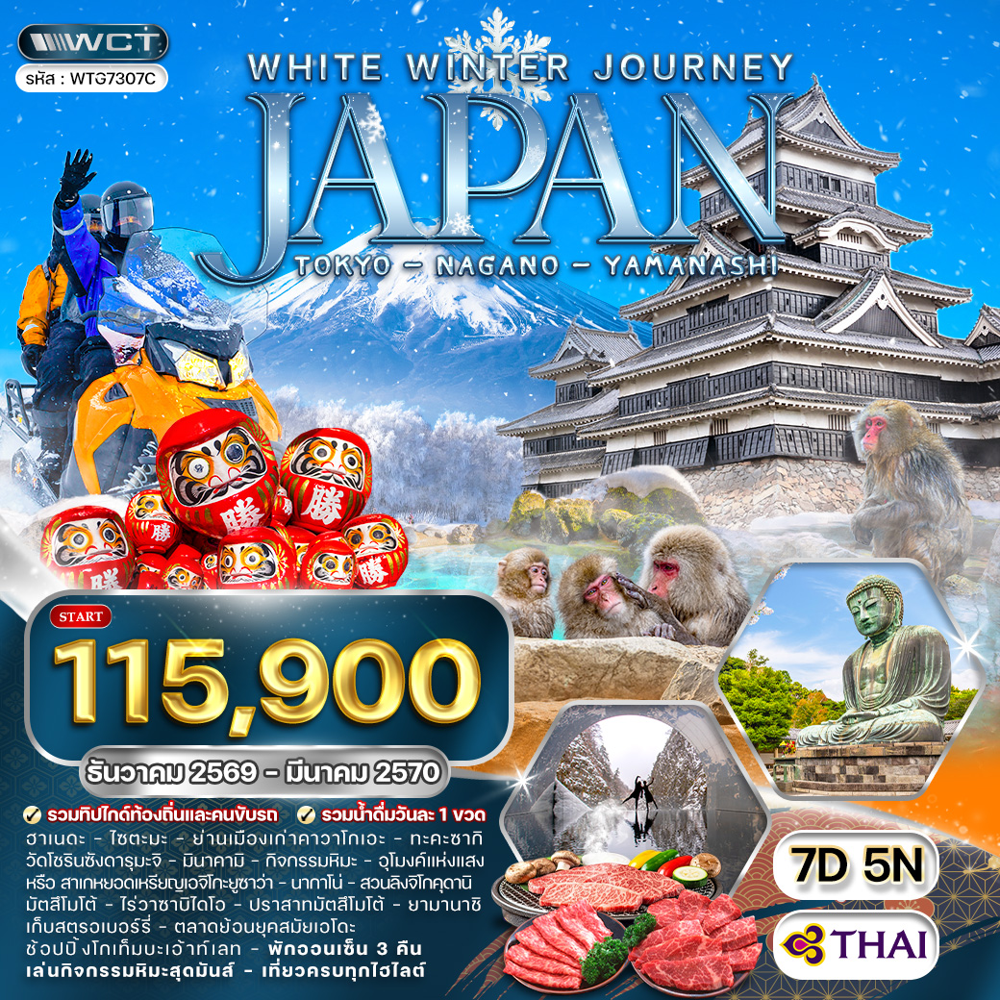 WCT
รหัส : WTG7307C
WHITE WINTER JOURNEY
JAPAN
TOKYO – NAGANO – YAMANASHI
勝
勝
勝
勝
勝
勝
START
115,900
ธันวาคม 2569 - มีนาคม 2570
รวมทิปไกด์ท้องถิ่นและคนขับรถ รวมน้ำดื่มวันละ 1 ขวด
ฮาเนดะ - ไซตะมะ - ย่านเมืองเก่าคาวาโกเอะ - ทะคะซากิ
วัดโชรินซังดารุมะจิ - มินาคามิ - กิจกรรมหิมะ - อุโมงค์แห่งแสง
หรือ สาเกหยอดเหรียญเอจิโกะยูซาว่า - นากาโน่ - สวนลิงจิโกคุดานิ
มัตสึโมโต้ - ไร่วาซาบิไดโอ - ปราสาทมัตสึโมโต้ - ยามานาชิ
เก็บสตรอเบอร์รี่ - ตลาดย้อนยุคสมัยเอโดะ
ช้อปปิ้งโกเท็มบะเอ้าท์เลท - พักออนเซ็น 3 คืน
เล่นกิจกรรมหิมะสุดมันส์ - เที่ยวครบทุกไฮไลต์
7D 5N
THAI